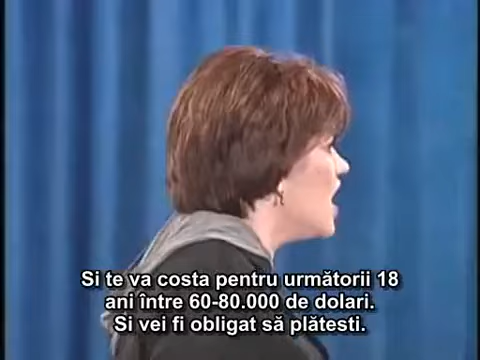 Si te va costa pentru următorii 18
ani între 60-80.000 de dolari.
Si vei fi obligat să plătesti.